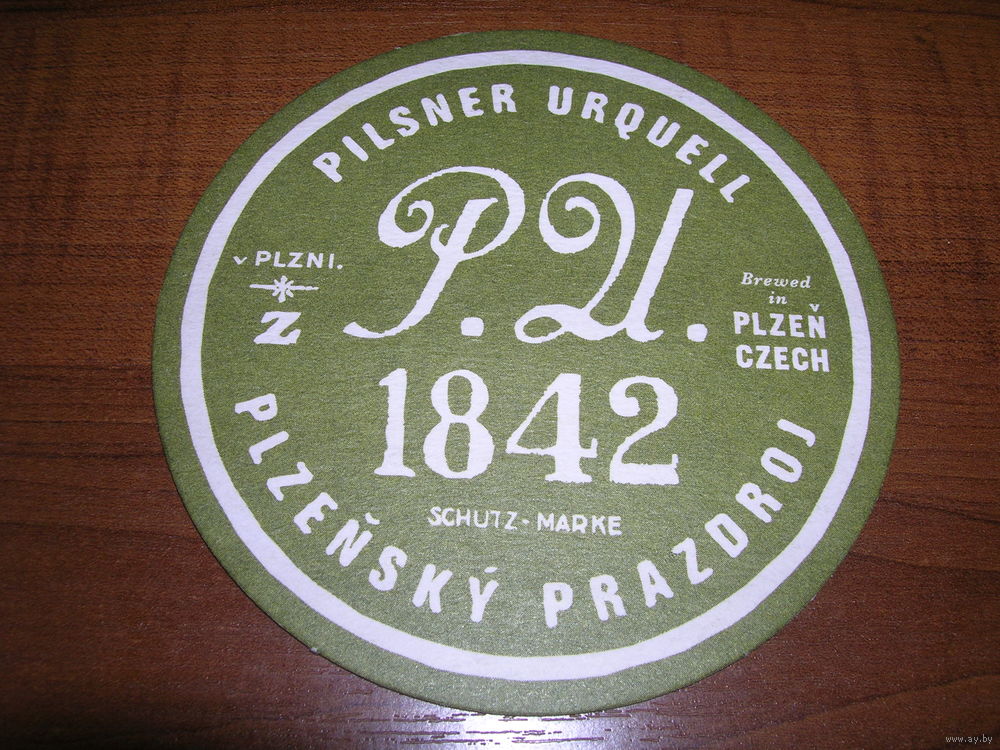 PILSNER URQUELL
P.U.
v PLZNI.
Z
Brewed
in
PLZEŇ
CZECH
1842
SCHUTZ-MARKE
PLZEŇSKÝ PRAZDROJ
www.ay.by